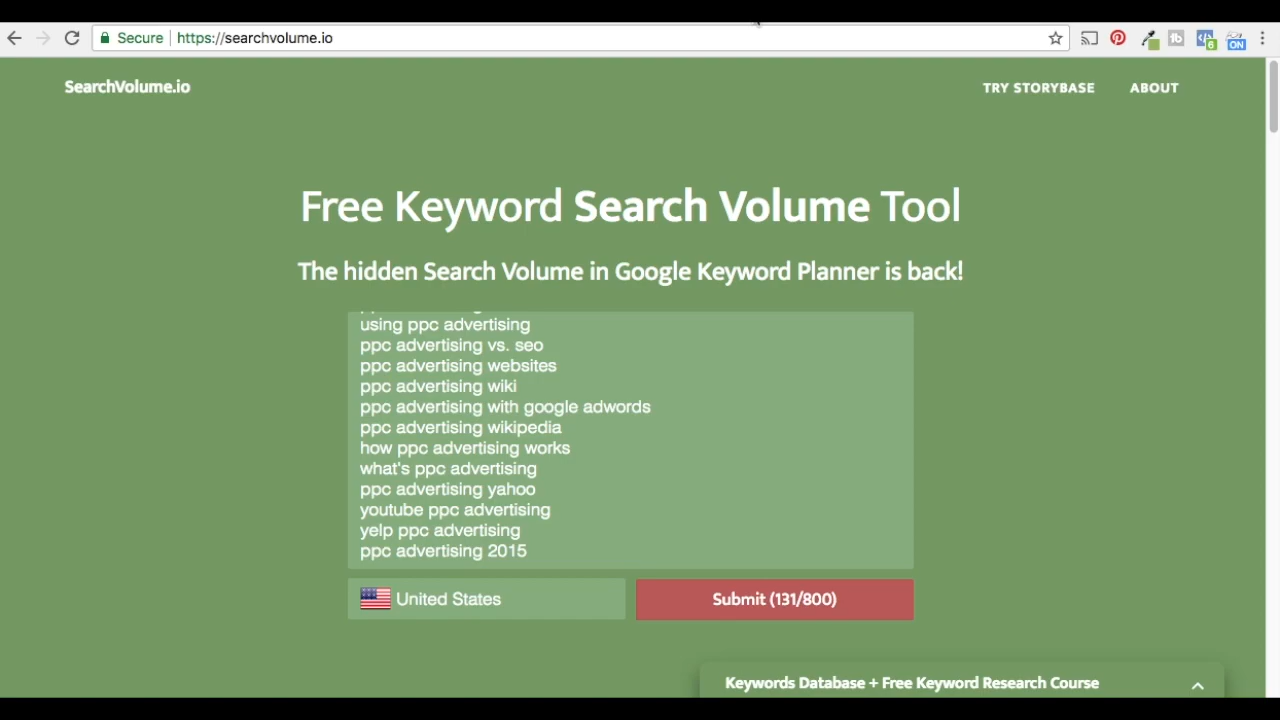 Secure https://searchvolume.io
ON
SearchVolume.io
TRY STORYBASE ABOUT
Free Keyword Search Volume Tool
The hidden Search Volume in Google Keyword Planner is back!
using ppc advertising
ppc advertising vs. seo
ppc advertising websites
ppc advertising wiki
ppc advertising with google adwords
ppc advertising wikipedia
how ppc advertising works
what's ppc advertising
ppc advertising yahoo
youtube ppc advertising
yelp ppc advertising
ppc advertising 2015
United States Submit (131/800)
Keywords Database + Free Keyword Research Course